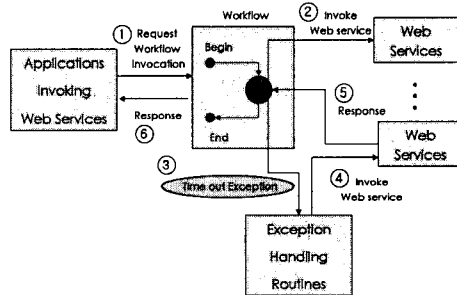 Workflow
① Request
Workflow
Invocation
Applications
Invoking
Web Services
Response
⑥
Begin
End
② Invoke
Web service
Web
Services
⑤
Response
Web
Services
③
Time out Exception
④ Invoke
Web service
Exception
Handling
Routines